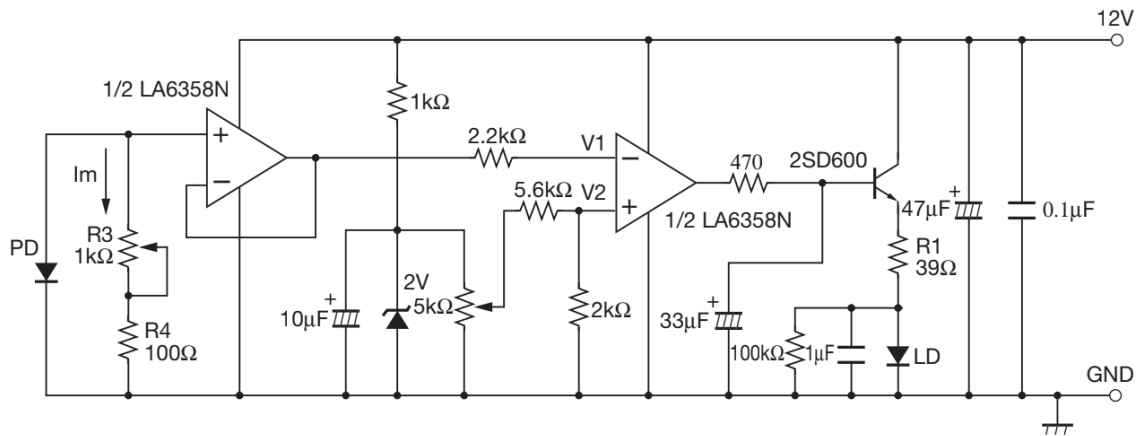 12V
1/2 LA6358N
1kΩ
2.2kΩ
V1
470
2SD600
Im
5.6kΩ
V2
1/2 LA6358N
47μF
0.1μF
R3
1kΩ
PD
R1
39Ω
2V
5kΩ
10μF
2kΩ
33μF
R4
100Ω
100kΩ
1μF
LD
GND